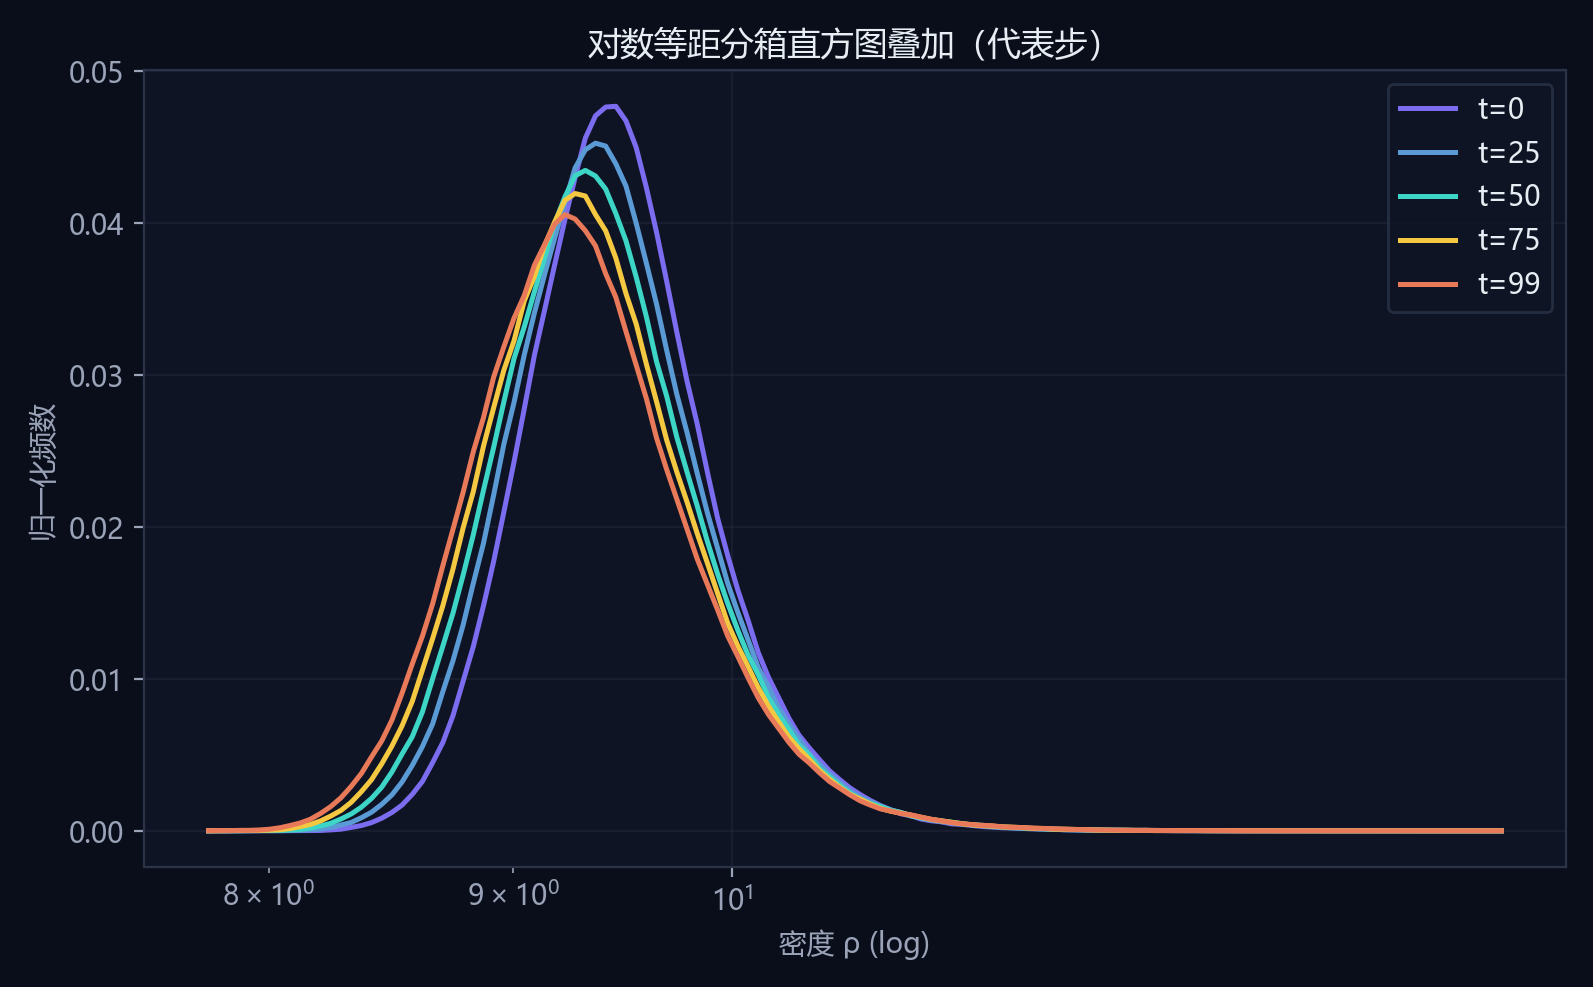 对数等距分箱直方图叠加（代表步）
0.05
0.04
0.03
0.02
0.01
0.00
归一化频数
t=0
t=25
t=50
t=75
t=99
8 × 10⁰
9 × 10⁰
10¹
密度 ρ (log)